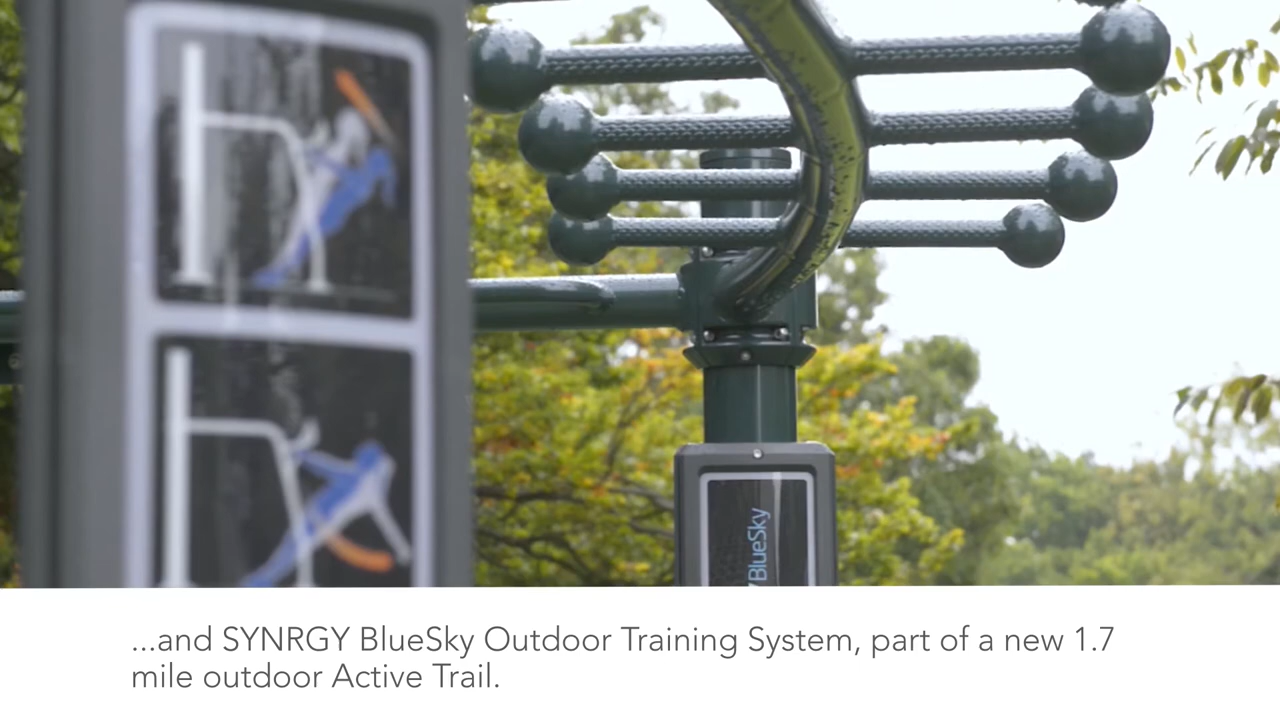 BlueSky
...and SYNRGY BlueSky Outdoor Training System, part of a new 1.7
mile outdoor Active Trail.